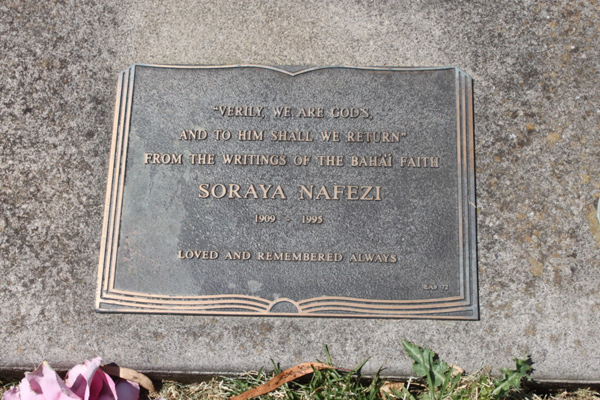 "VERILY, WE ARE GOD'S,
AND TO HIM SHALL WE RETURN"
FROM THE WRITINGS OF THE BAHÁ'Í FAITH
SORAYA NAFEZI
1909 - 1995
LOVED AND REMEMBERED ALWAYS